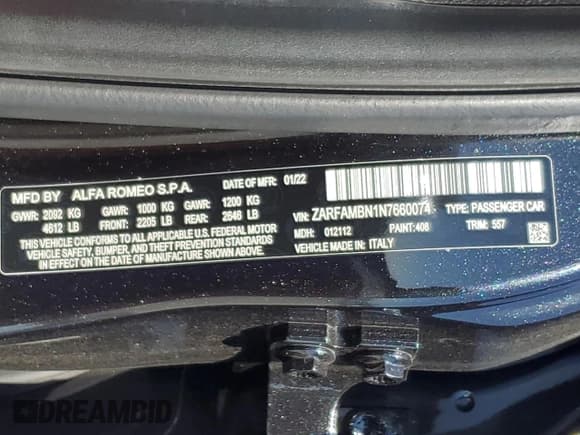 MFD BY ALFA ROMEO S.P.A. DATE OF MFR: 01/22
GVWR: 2092 KG GAWR: 1000 KG GAWR: 1200 KG
4612 LB FRONT: 2205 LB REAR: 2646 LB
THIS VEHICLE CONFORMS TO ALL APPLICABLE U.S. FEDERAL MOTOR
VEHICLE SAFETY, BUMPER, AND THEFT PREVENTION STANDARDS
IN EFFECT ON THE DATE OF MANUFACTURE SHOWN ABOVE.
VIN: ZARFAMBN1N7660074 TYPE: PASSENGER CAR
MDH: 012112 PAINT: 408 TRIM: 557
VEHICLE MADE IN: ITALY
DREAMBID